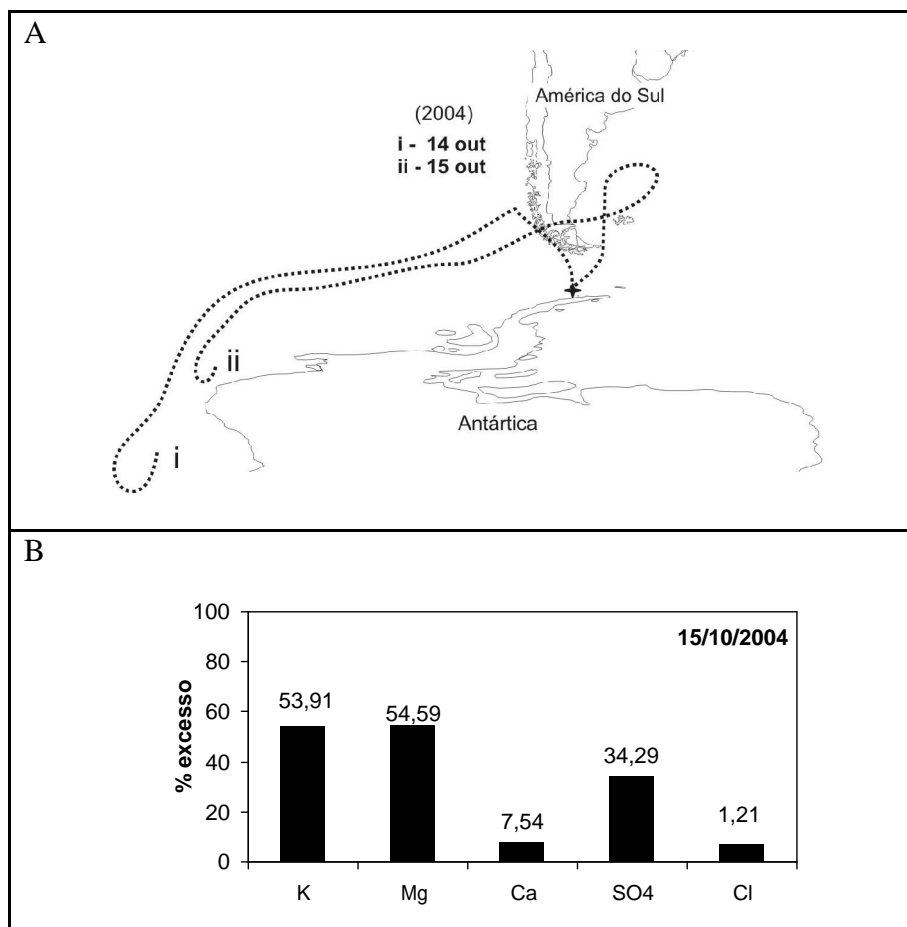 A
América do Sul
(2004)
i - 14 out
ii - 15 out
ii
i
Antártica
B
15/10/2004
% excesso
100
80
60
40
20
0
53,91
54,59
7,54
34,29
1,21
K
Mg
Ca
SO4
Cl